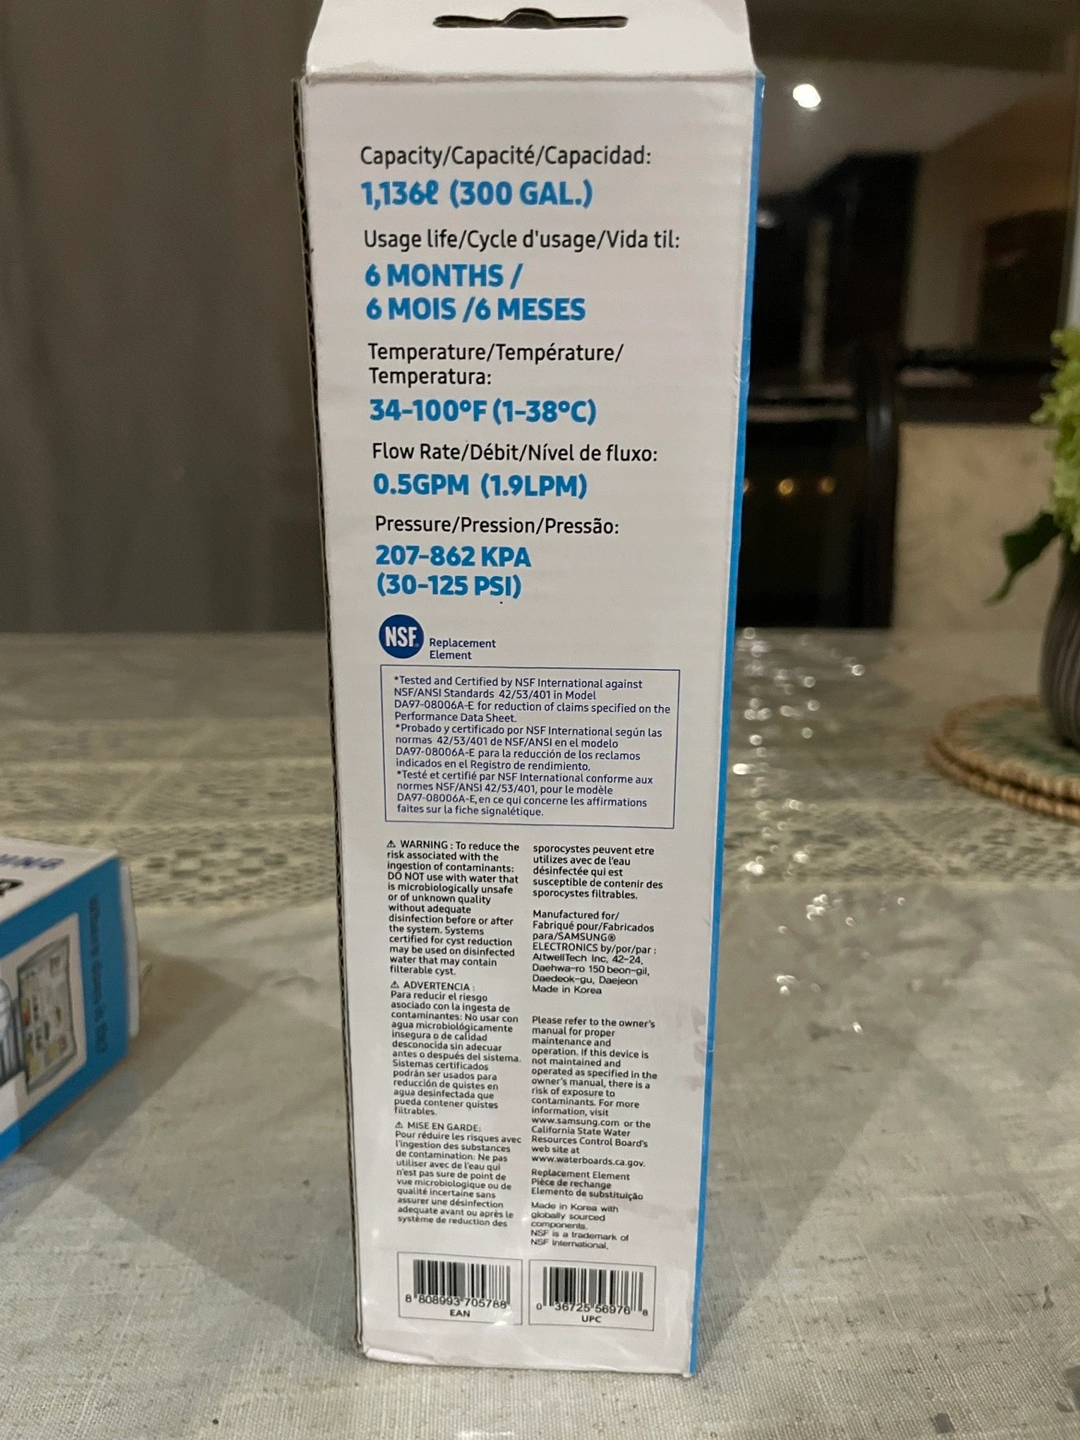 Capacity/Capacité/Capacidad:
1,136ℓ (300 GAL.)
Usage life/Cycle d'usage/Vida til:
6 MONTHS /
6 MOIS /6 MESES
Temperature/Température/
Temperatura:
34-100°F (1-38°C)
Flow Rate/Débit/Nível de fluxo:
0.5GPM (1.9LPM)
Pressure/Pression/Pressão:
207-862 KPA
(30-125 PSI)
NSF
Replacement
Element
*Tested and Certified by NSF International against
NSF/ANSI Standards 42/53/401 in Model
DA97-08006A-E for reduction of claims specified on the
Performance Data Sheet.
*Probado y certificado por NSF International según las
normas 42/53/401 de NSF/ANSI en el modelo
DA97-08006A-E para la reducción de los reclamos
indicados en el Registro de rendimiento,
*Testé et certifié par NSF International conforme aux
normes NSF/ANSI 42/53/401, pour le modèle
DA97-08006A-E, en ce qui concerne les affirmations
faites sur la fiche signalétique.
⚠ WARNING : To reduce the
risk associated with the
ingestion of contaminants:
DO NOT use with water that
is microbiologically unsafe
or of unknown quality
without adequate
disinfection before or after
the system. Systems
certified for cyst reduction
may be used on disinfected
water that may contain
filterable cyst.
⚠ ADVERTENCIA :
Para reducir el riesgo
asociado con la ingesta de
contaminantes: No usar con
agua microbiológicamente
insegura o de calidad
desconocida sin adecuar
antes o después del sistema.
Sistemas certificados
podrán ser usados para
reducción de quistes en
agua desinfectada que
pueda contener quistes
filtrables.
⚠ MISE EN GARDE:
Pour réduire les risques avec
l'ingestion des substances
de contamination: Ne pas
utiliser avec de l'eau qui
n'est pas sure de point de
vue microbiologique ou de
qualité incertaine sans
assurer une désinfection
adequate avant ou après le
système de reduction des
sporocystes peuvent etre
utilizes avec de l'eau
désinfectée qui est
susceptible de contenir des
sporocystes filtrables.
Manufactured for/
Fabriqué pour/Fabricados
para/SAMSUNG®
ELECTRONICS by/por/par :
AltwellTech Inc, 42-24,
Daehwa-ro 150 beon-gil,
Daedeok-gu, Daejeon
Made in Korea
Please refer to the owner's
manual for proper
maintenance and
operation. If this device is
not maintained and
operated as specified in the
owner's manual, there is a
risk of exposure to
contaminants. For more
information, visit
www.samsung.com or the
California State Water
Resources Control Board's
web site at
www.waterboards.ca.gov.
Replacement Element
Pièce de rechange
Elemento de substituição
Made in Korea with
globally sourced
components.
NSF is a trademark of
NSF International.
8 808993 705788
EAN
0 36725 56978 8
UPC